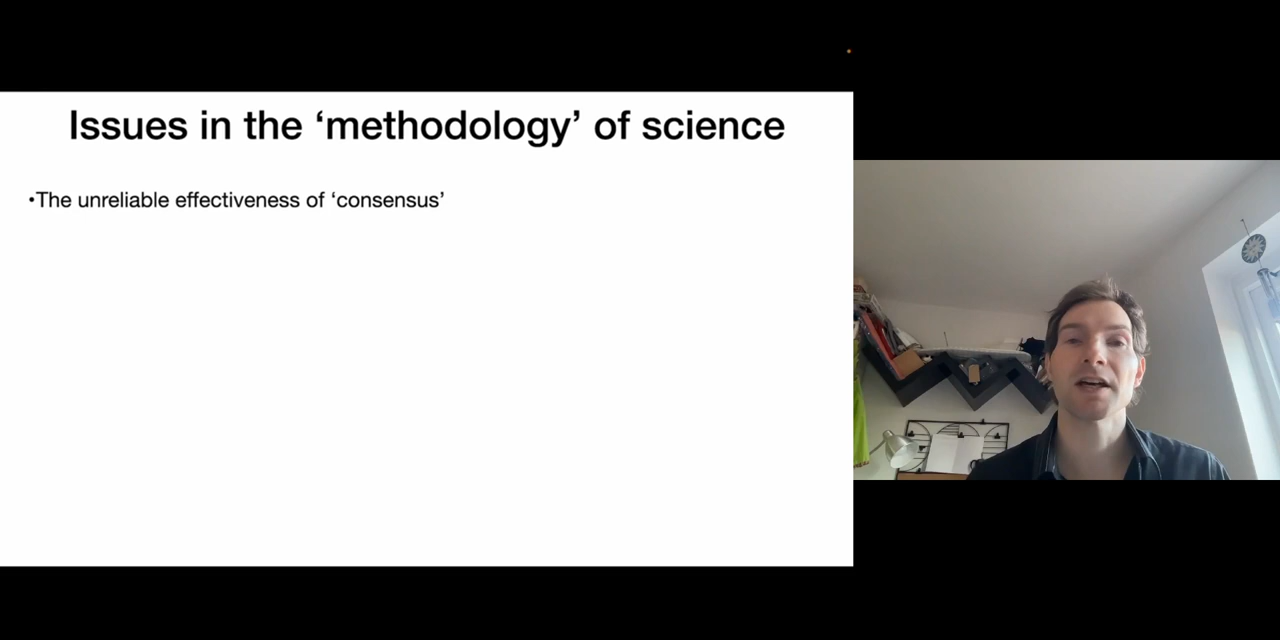 Issues in the ‘methodology’ of science
•The unreliable effectiveness of ‘consensus’